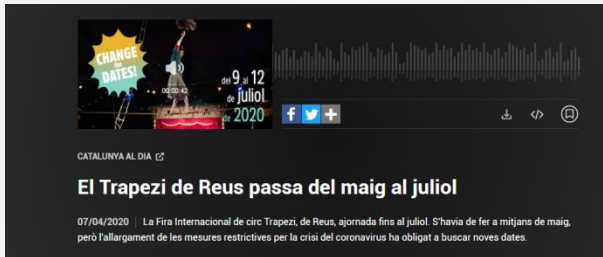 CHANGE
the
DATES!
00:00:42
del 9 al 12
de juliol
de 2020
CATALUNYA AL DIA
El Trapezi de Reus passa del maig al juliol
07/04/2020 | La Fira Internacional de circ Trapezi, de Reus, ajornada fins al juliol. S'havia de fer a mitjans de maig,
però l'allargament de les mesures restrictives per la crisi del coronavirus ha obligat a buscar noves dates.